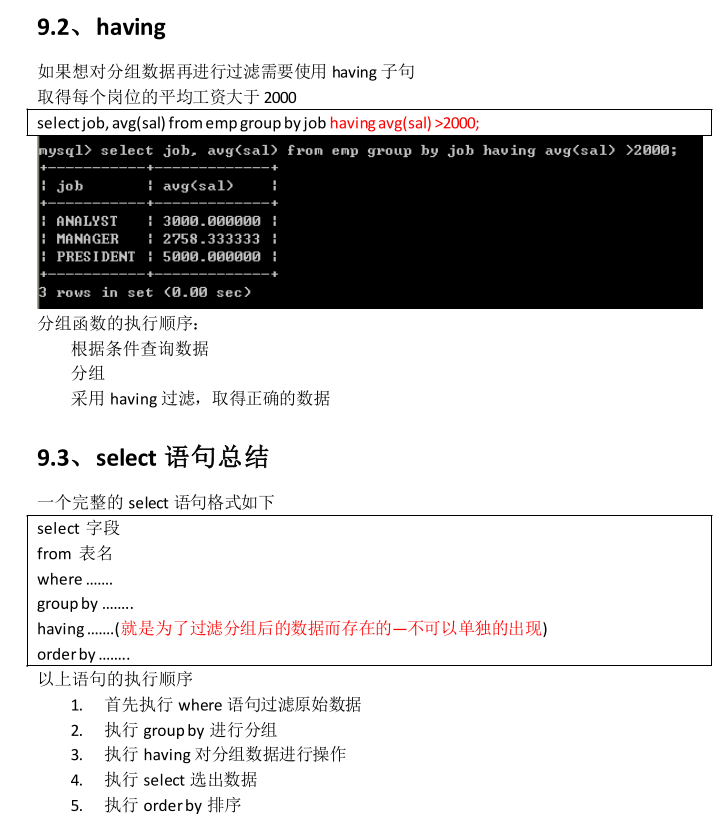 9.2、having
如果想对分组数据再进行过滤需要使用 having 子句
取得每个岗位的平均工资大于 2000
select job, avg(sal) from emp group by job having avg(sal) >2000;
mysql> select job, avg(sal) from emp group by job having avg(sal) >2000;
+-----------+-------------+
| job       | avg(sal)    |
+-----------+-------------+
| ANALYST   | 3000.000000 |
| MANAGER   | 2758.333333 |
| PRESIDENT | 5000.000000 |
+-----------+-------------+
3 rows in set (0.00 sec)
分组函数的执行顺序：
根据条件查询数据
分组
采用 having 过滤，取得正确的数据
9.3、select 语句总结
一个完整的 select 语句格式如下
select 字段
from 表名
where …….
group by ……..
having …….(就是为了过滤分组后的数据而存在的—不可以单独的出现)
order by ……..
以上语句的执行顺序
1. 首先执行 where 语句过滤原始数据
2. 执行 group by 进行分组
3. 执行 having 对分组数据进行操作
4. 执行 select 选出数据
5. 执行 order by 排序